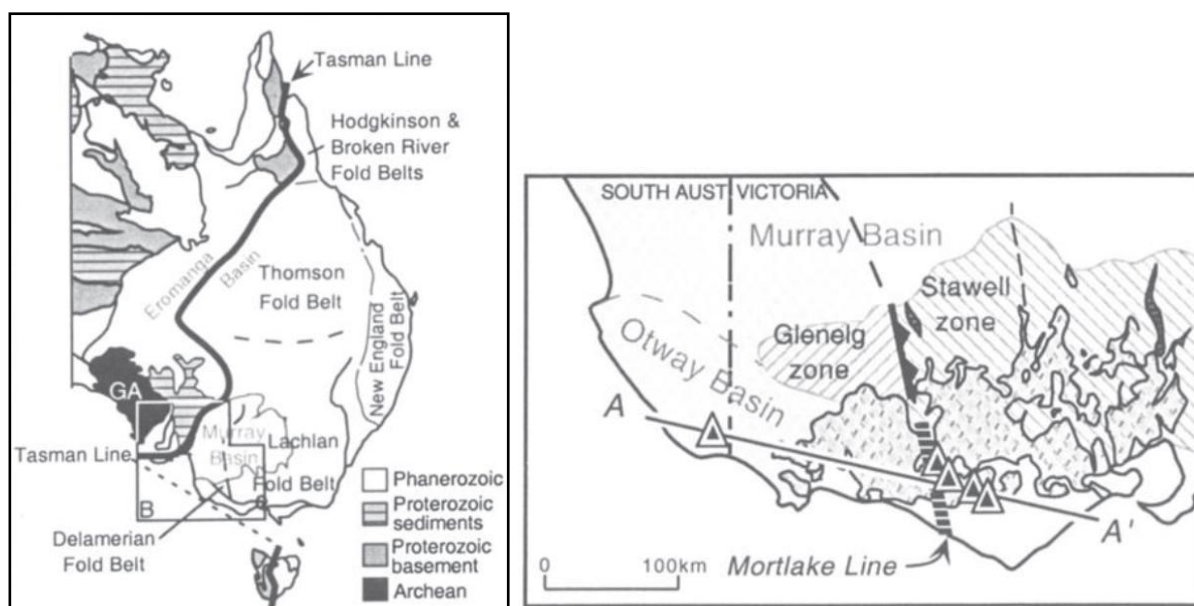 Tasman Line
Hodgkinson &
Broken River
Fold Belts
Eromanga
Basin
Thomson
Fold Belt
New England
Fold Belt
GA
Murray
Basin
Lachlan
Fold Belt
Tasman Line
B
Delamerian
Fold Belt
Phanerozoic
Proterozoic
sediments
Proterozoic
basement
Archean
SOUTH AUST
VICTORIA
Murray Basin
Stawell
zone
Glenelg
zone
Otway Basin
A
A'
0 100km
Mortlake Line